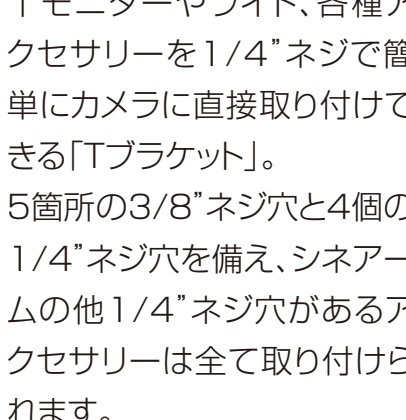 モニターやライト、各種ア
クセサリーを1/4”ネジで簡
単にカメラに直接取り付けで
きる「Tブラケット」。
5箇所の3/8”ネジ穴と4個の
1/4”ネジ穴を備え、シネアー
ムの他1/4”ネジ穴があるア
クセサリーは全て取り付けら
れます。